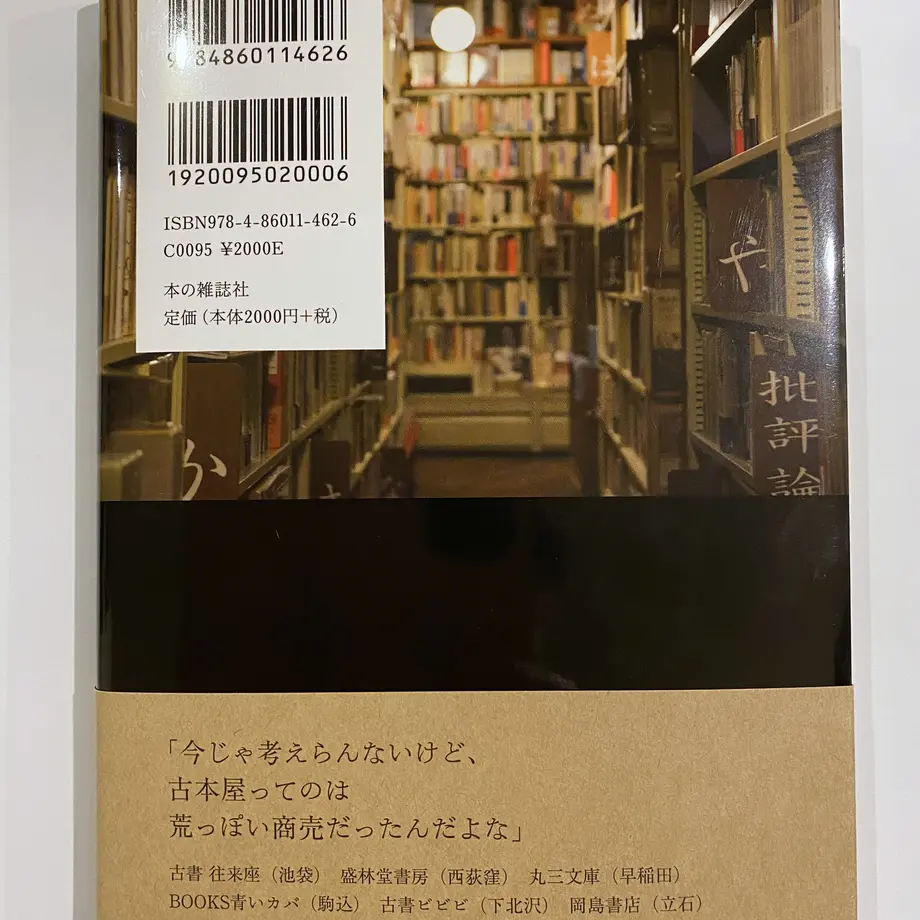 9784860114626
1920095020006
ISBN978-4-86011-462-6
C0095 ¥2000E
本の雑誌社
定価（本体2000円+税）
は
や
批評論
か
「今じゃ考えらんないけど、
古本屋ってのは
荒っぽい商売だったんだよな」
古書 往来座（池袋） 盛林堂書房（西荻窪） 丸三文庫（早稲田）
BOOKS青いカバ（駒込） 古書ビビビ（下北沢） 岡島書店（立石）